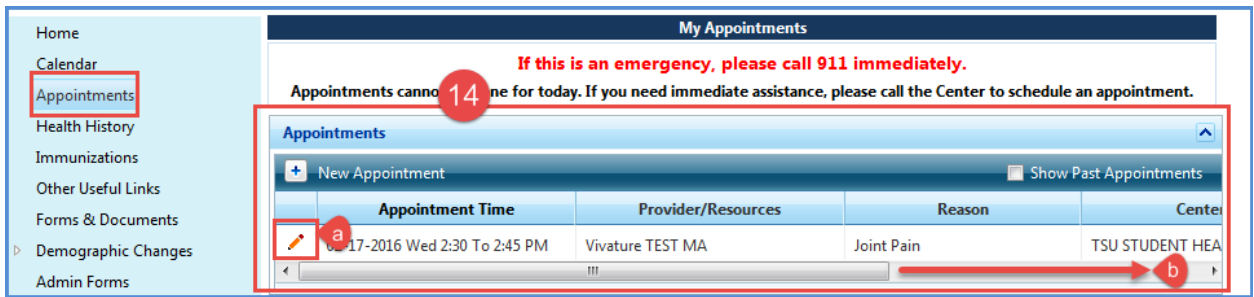 Home
Calendar
Appointments
Health History
Immunizations
Other Useful Links
Forms & Documents
Demographic Changes
Admin Forms
My Appointments
If this is an emergency, please call 911 immediately.
Appointments ne for today. If you need immediate assistance, please call the Center to schedule an appointment.
14
Appointments
New Appointment
Show Past Appointments
Appointment Time Provider/Resources Reason Center
a
17-2016 Wed 2:30 To 2:45 PM Vivature TEST MA Joint Pain TSU STUDENT HEA
b